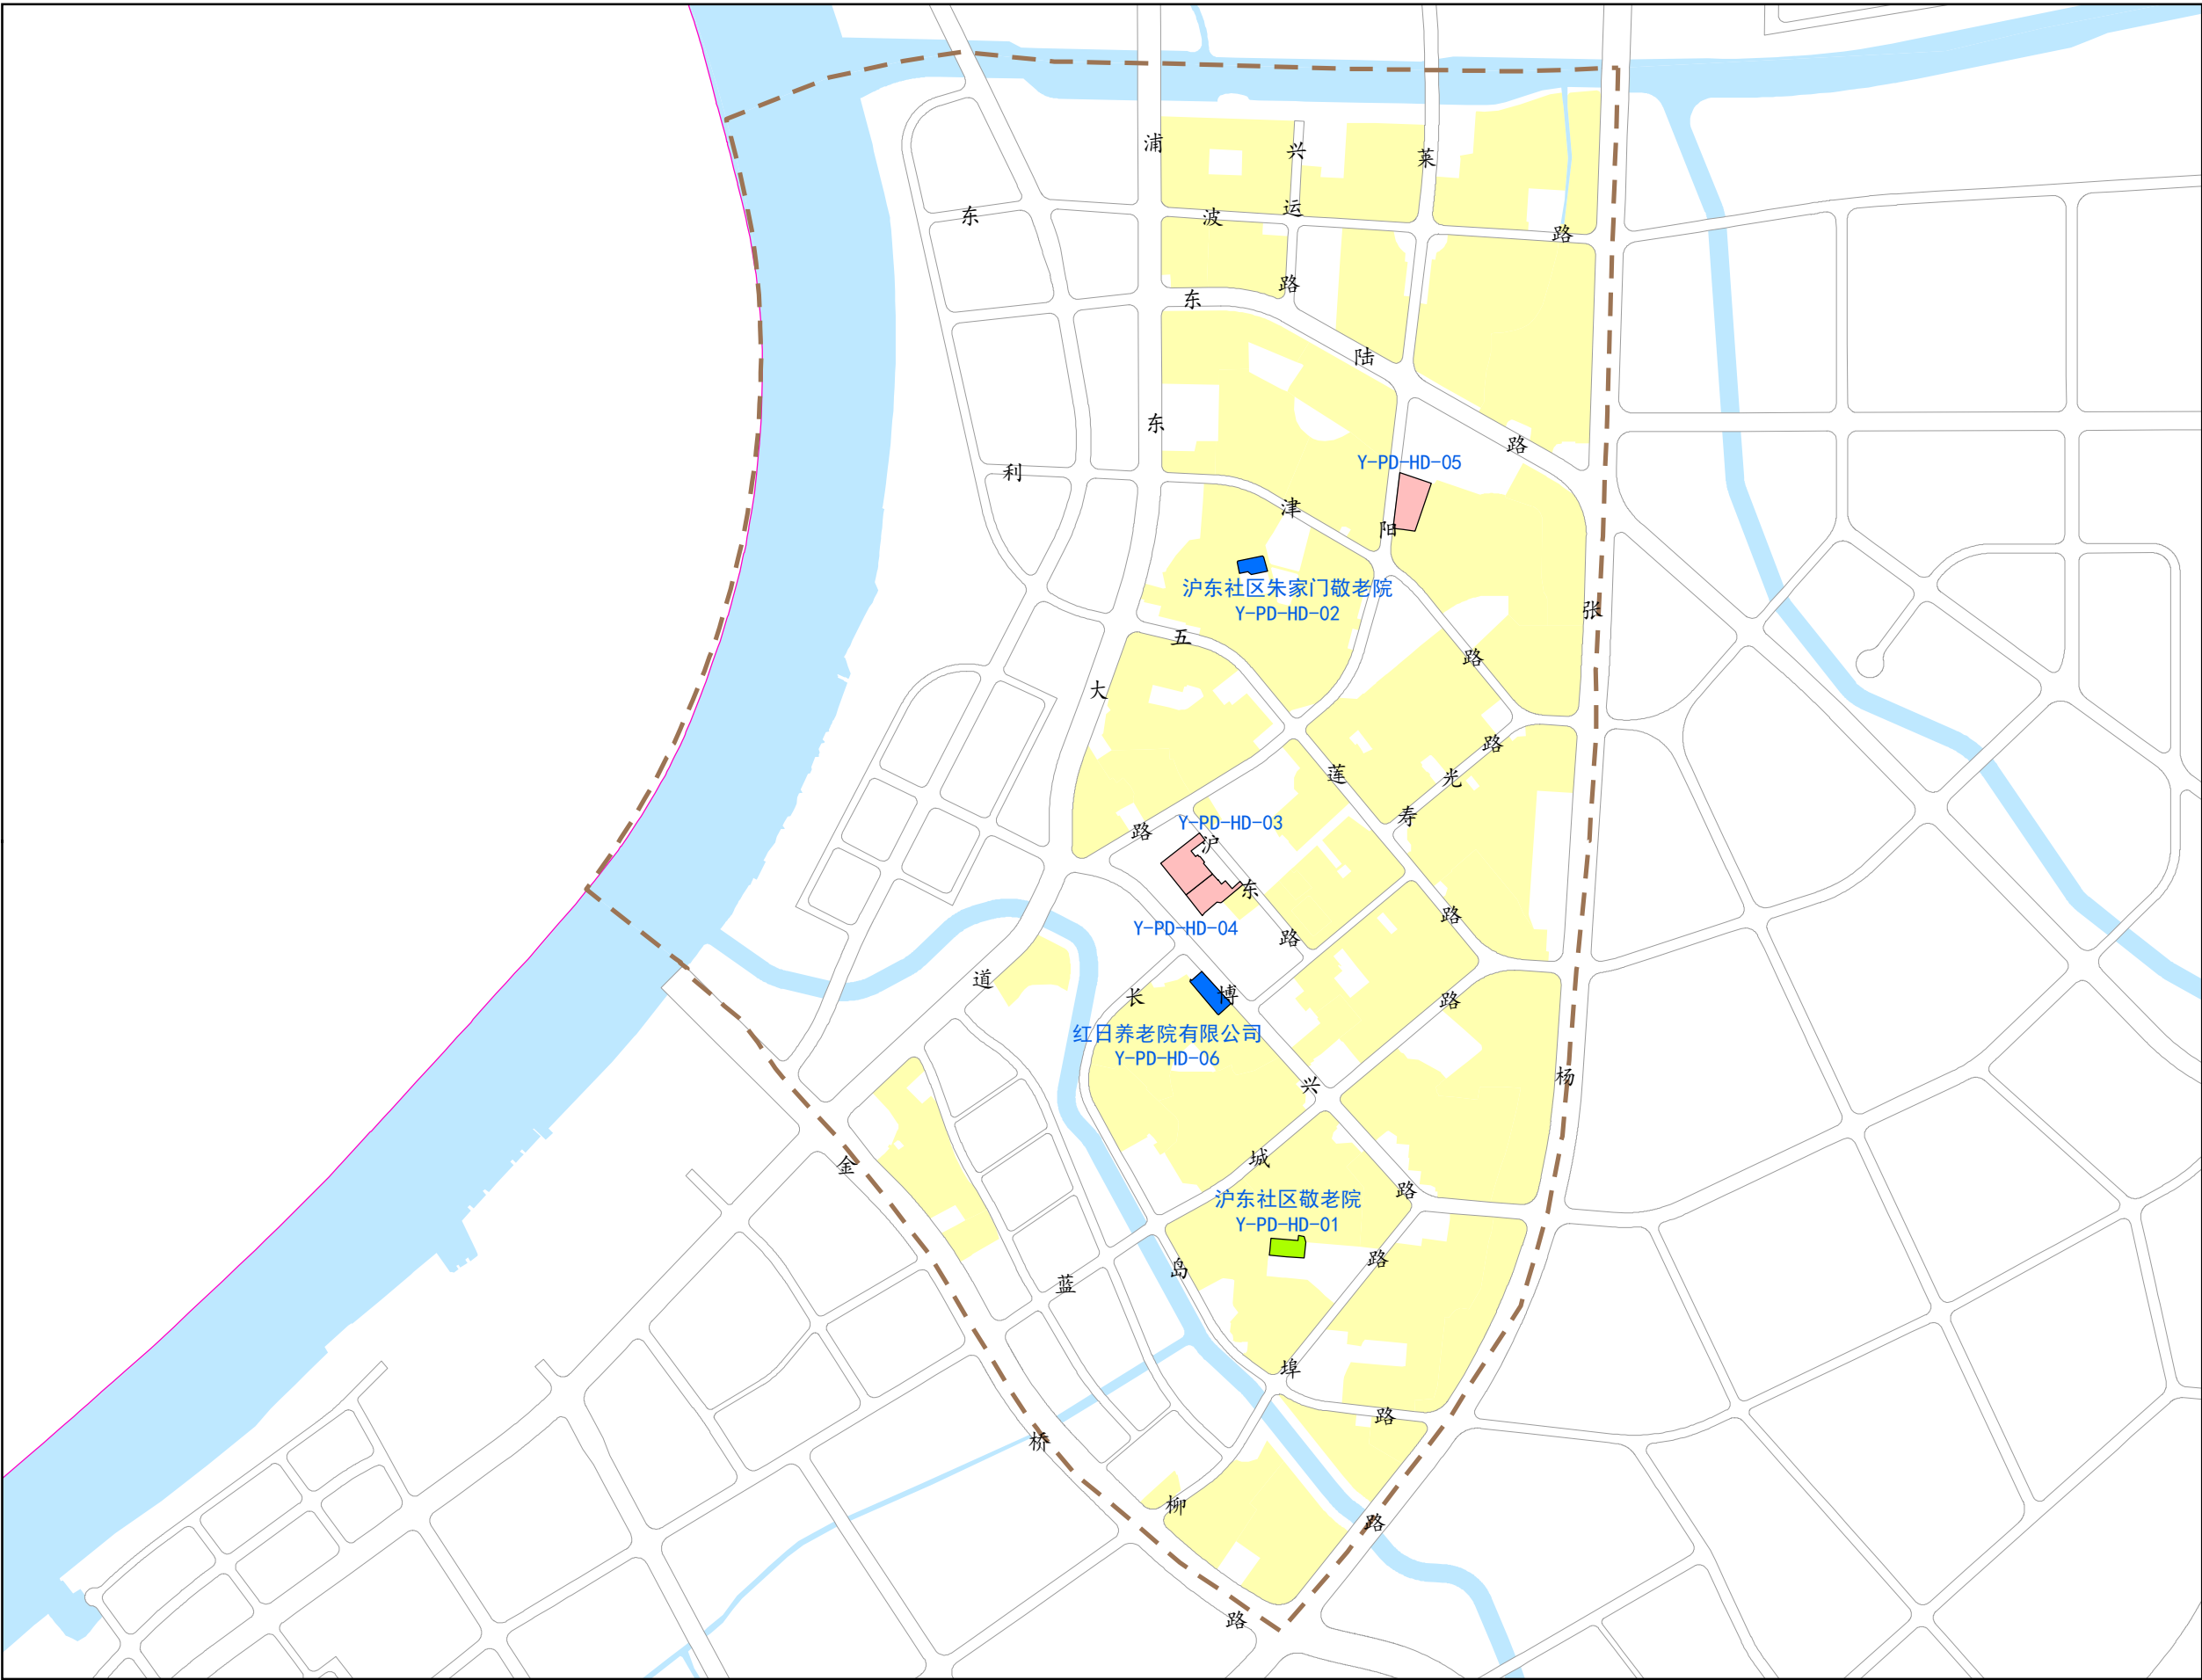 浦东大道
兴运路
莱阳路
东波路
东陆路
东利
津
Y-PD-HD-05
沪东社区朱家门敬老院
Y-PD-HD-02
五莲路
张杨路
寿光路
路
Y-PD-HD-03
沪东路
Y-PD-HD-04
长岛路
博兴路
红日养老院有限公司
Y-PD-HD-06
金桥路
城
路
沪东社区敬老院
Y-PD-HD-01
蓝
路
柳埠路